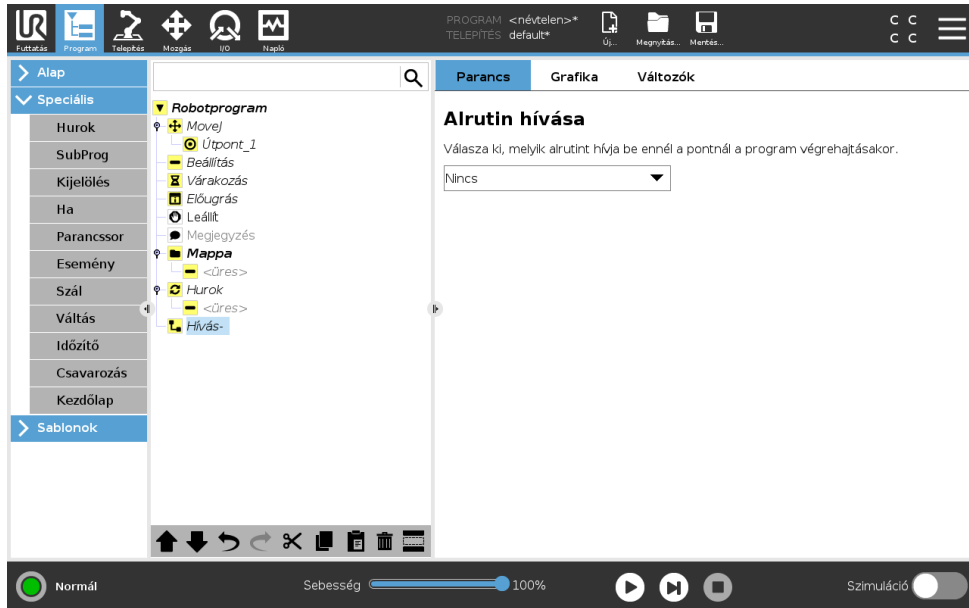 PROGRAM <névtelen>*
TELEPÍTÉS default*
C C
C C
Futtatás Program Telepítés Mozgás I/O Napló Új... Megnyitás... Mentés...
Alap
Speciális
Hurok
SubProg
Kijelölés
Ha
Parancssor
Esemény
Szál
Váltás
Időzítő
Csavarozás
Kezdőlap
Sablonok
Robotprogram
MoveJ
Útpont_1
Beállítás
Várakozás
Előugrás
Leállít
Megjegyzés
Mappa
<üres>
Hurok
<üres>
Hívás-
Parancs Grafika Változók
Alrutin hívása
Válasza ki, melyik alrutint hívja be ennél a pontnál a program végrehajtásakor.
Nincs
Normál
Sebesség 100%
Szimuláció